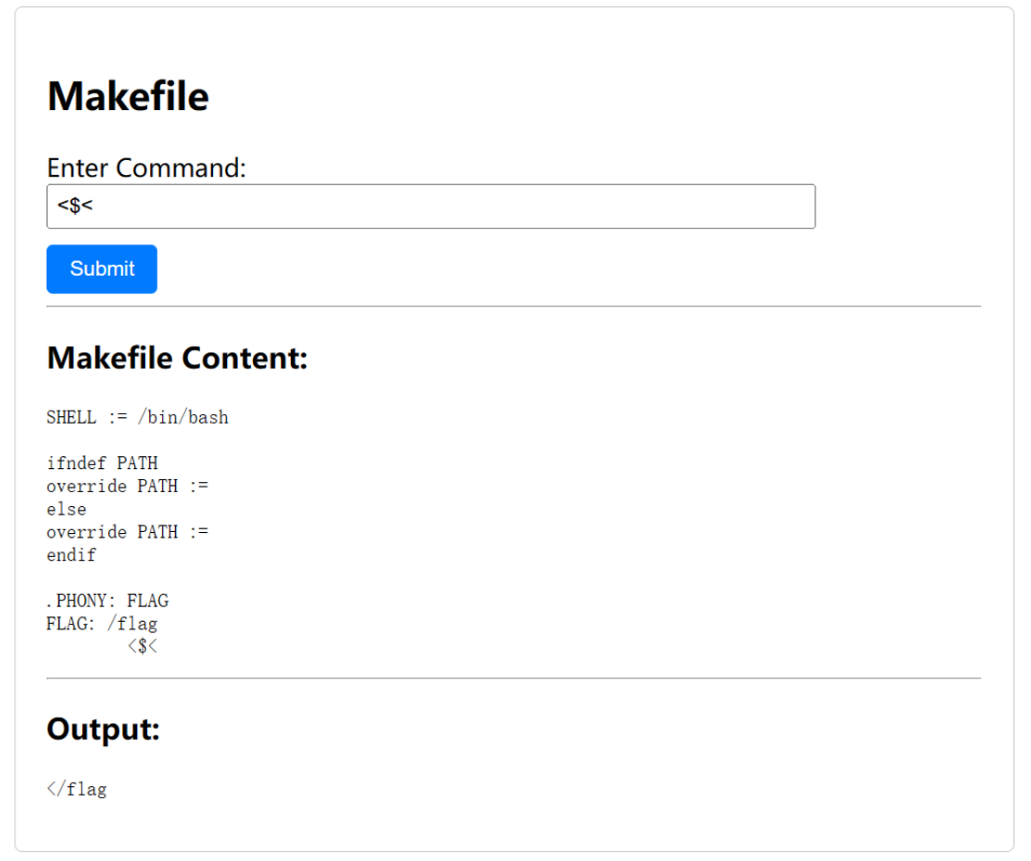 Makefile
Enter Command:
<$<
Submit
Makefile Content:
SHELL := /bin/bash
ifndef PATH
override PATH :=
else
override PATH :=
endif
.PHONY: FLAG
FLAG: /flag
<$<
Output:
</flag